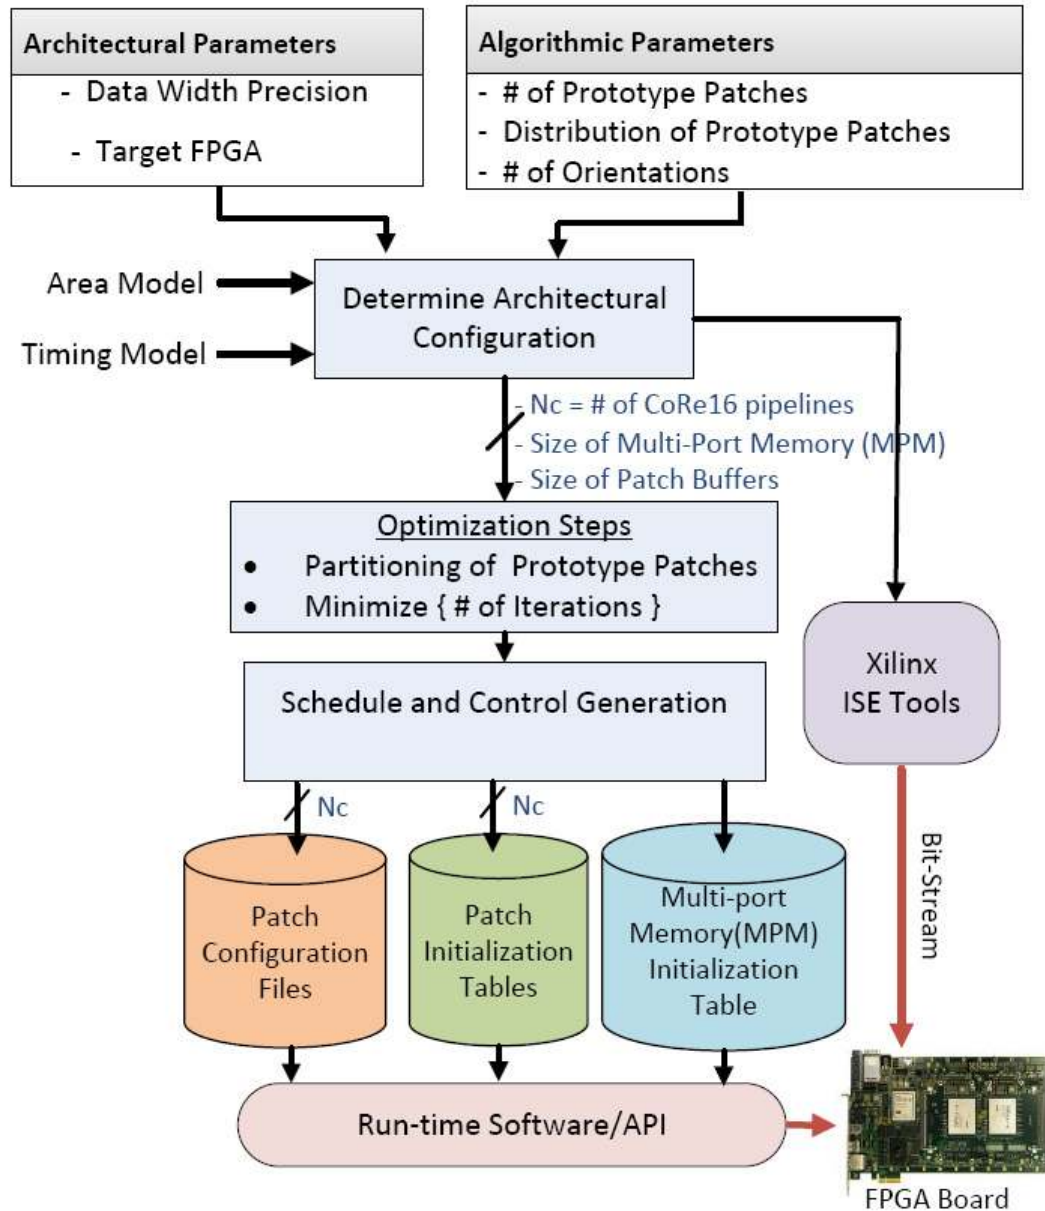 Architectural Parameters
- Data Width Precision
- Target FPGA
Algorithmic Parameters
- # of Prototype Patches
- Distribution of Prototype Patches
- # of Orientations
Area Model
Timing Model
Determine Architectural
Configuration
- Nc = # of CoRe16 pipelines
- Size of Multi-Port Memory (MPM)
- Size of Patch Buffers
Optimization Steps
• Partitioning of Prototype Patches
• Minimize { # of Iterations }
Xilinx
ISE Tools
Schedule and Control Generation
Nc
Nc
Patch
Configuration
Files
Patch
Initialization
Tables
Multi-port
Memory(MPM)
Initialization
Table
Bit-Stream
Run-time Software/API
FPGA Board